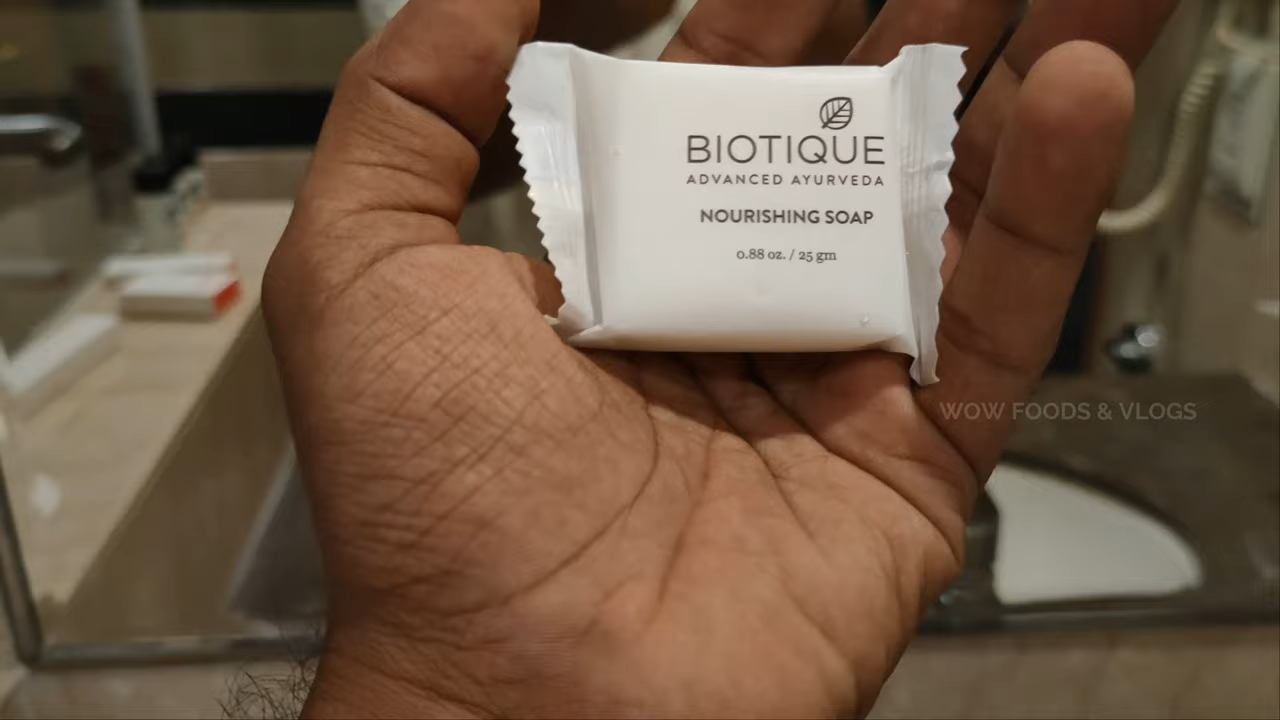 BIOTIQUE
ADVANCED AYURVEDA
NOURISHING SOAP
0.88 oz. / 25 gm
WOW FOODS & VLOGS